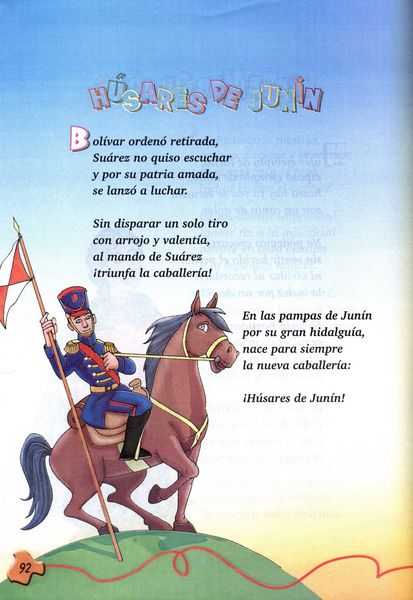 HÚSARES DE JUNÍN
Bolívar ordenó retirada,
Suárez no quiso escuchar
y por su patria amada,
se lanzó a luchar.
Sin disparar un solo tiro
con arrojo y valentía,
al mando de Suárez
¡triunfa la caballería!
En las pampas de Junín
por su gran hidalguía,
nace para siempre
la nueva caballería:
¡Húsares de Junín!
92